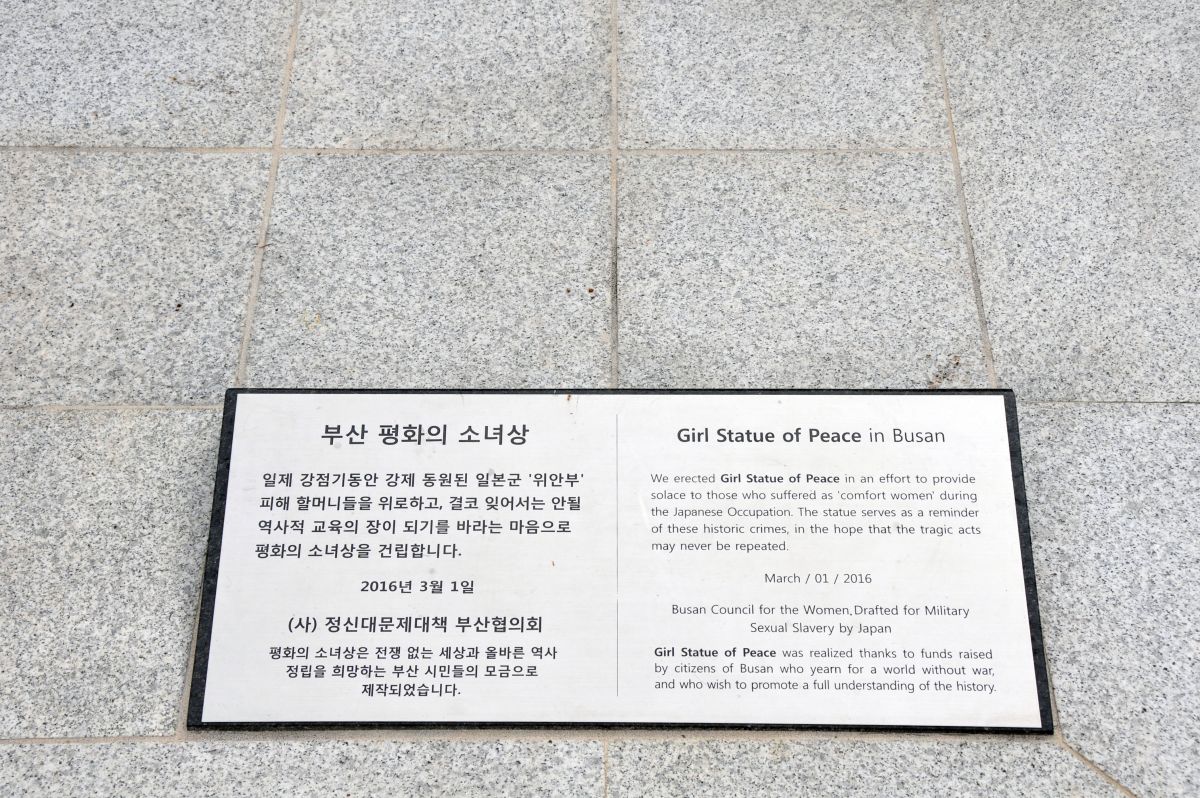 부산 평화의 소녀상
일제 강점기동안 강제 동원된 일본군 '위안부'
피해 할머니들을 위로하고, 결코 잊어서는 안될
역사적 교육의 장이 되기를 바라는 마음으로
평화의 소녀상을 건립합니다.
2016년 3월 1일
(사) 정신대문제대책 부산협의회
평화의 소녀상은 전쟁 없는 세상과 올바른 역사
정립을 희망하는 부산 시민들의 모금으로
제작되었습니다.
Girl Statue of Peace in Busan
We erected Girl Statue of Peace in an effort to provide
solace to those who suffered as 'comfort women' during
the Japanese Occupation. The statue serves as a reminder
of these historic crimes, in the hope that the tragic acts
may never be repeated.
March / 01 / 2016
Busan Council for the Women,Drafted for Military
Sexual Slavery by Japan
Girl Statue of Peace was realized thanks to funds raised
by citizens of Busan who yearn for a world without war,
and who wish to promote a full understanding of the history.